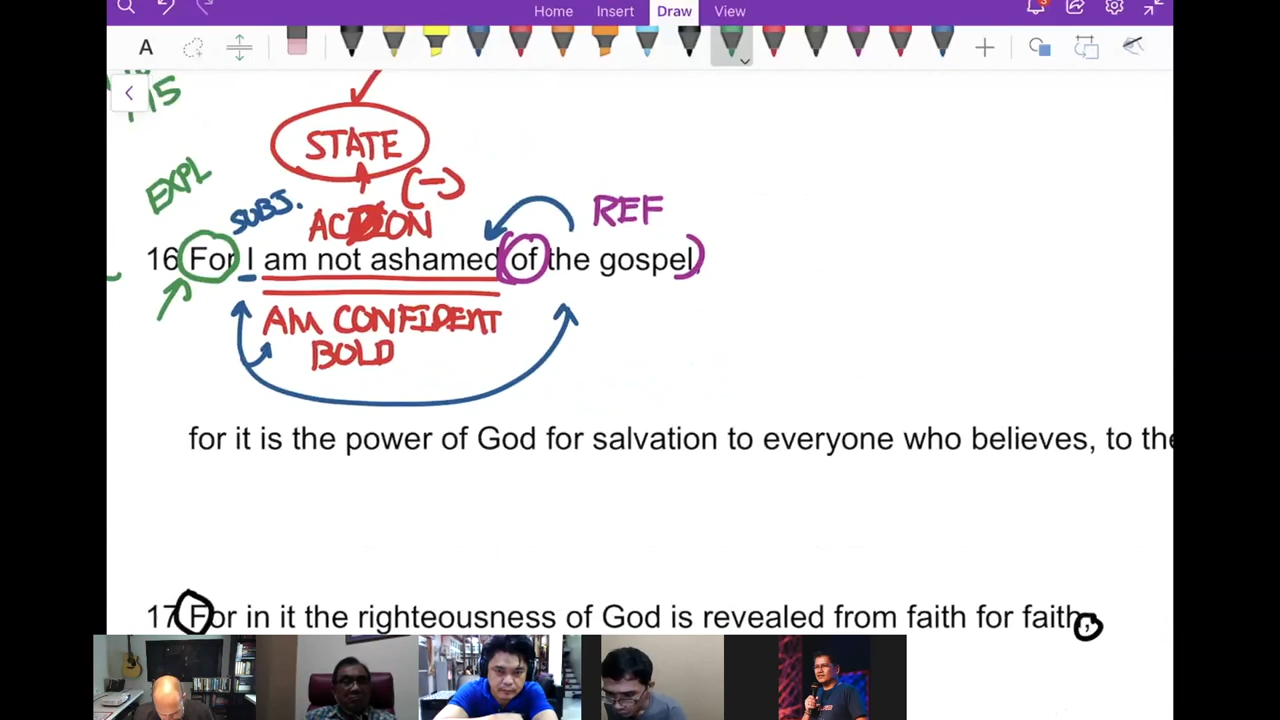 Home Insert Draw View
A
V15
STATE
(-)
EXPL
SUBJ.
ACTION
REF
16 For I am not ashamed (of the gospel),
AM CONFIDENT
BOLD
for it is the power of God for salvation to everyone who believes, to the
17 For in it the righteousness of God is revealed from faith for faith,